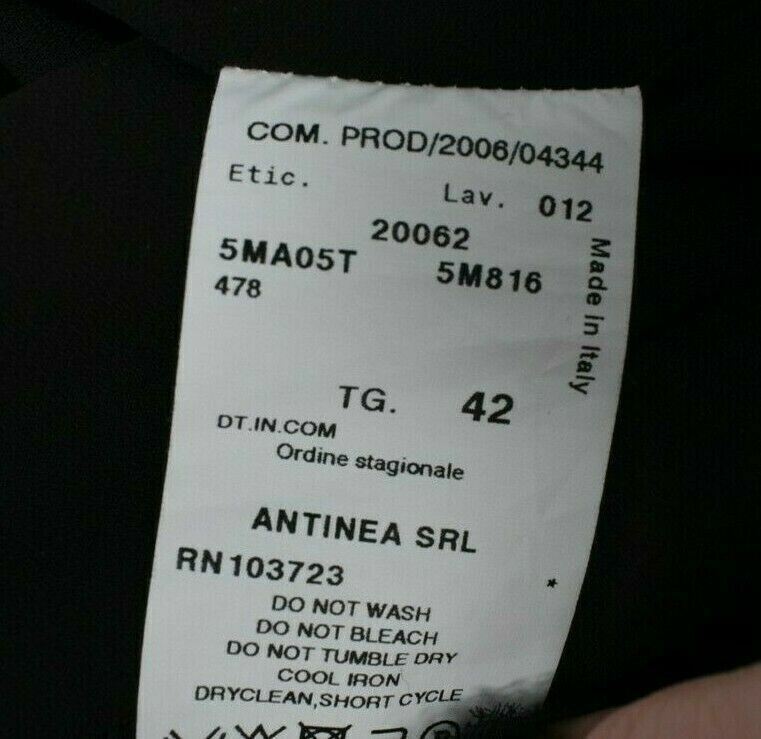 COM. PROD/2006/04344
Etic. Lav. 012
20062
5MA05T 5M816
478
Made in Italy
TG. 42
DT.IN.COM
Ordine stagionale
ANTINEA SRL
RN103723 *
DO NOT WASH
DO NOT BLEACH
DO NOT TUMBLE DRY
COOL IRON
DRYCLEAN,SHORT CYCLE